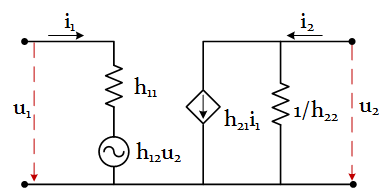 i₁
i₂
h₁₁
u₁
h₂₁i₁
1/h₂₂
u₂
h₁₂u₂